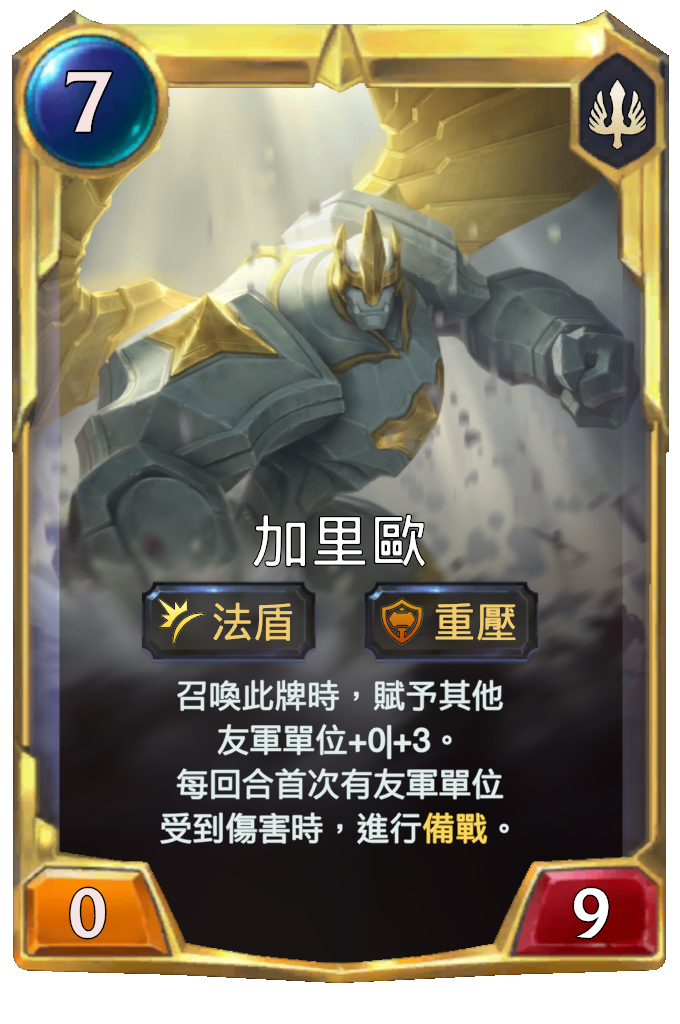 7
加里歐
法盾
重壓
召喚此牌時，賦予其他
友軍單位+0|+3。
每回合首次有友軍單位
受到傷害時，進行備戰。
0
9